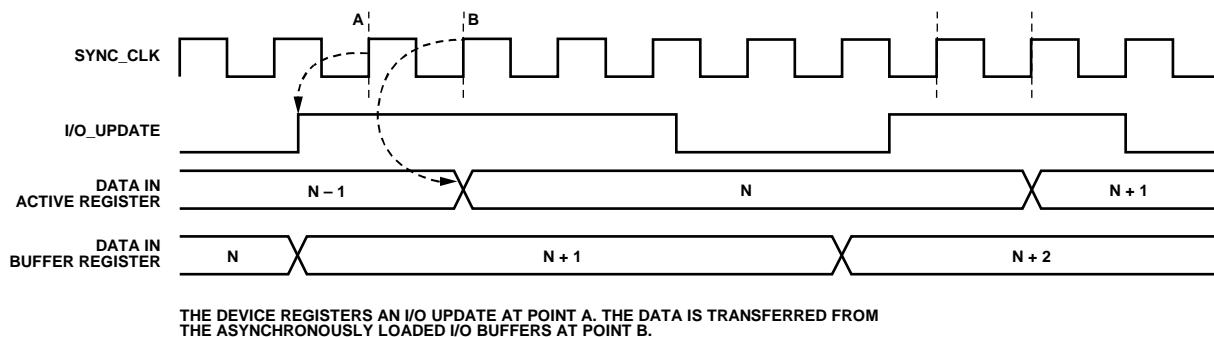 A B
SYNC_CLK
I/O_UPDATE
DATA IN
ACTIVE REGISTER
N – 1 N N + 1
DATA IN
BUFFER REGISTER
N N + 1 N + 2
THE DEVICE REGISTERS AN I/O UPDATE AT POINT A. THE DATA IS TRANSFERRED FROM
THE ASYNCHRONOUSLY LOADED I/O BUFFERS AT POINT B.